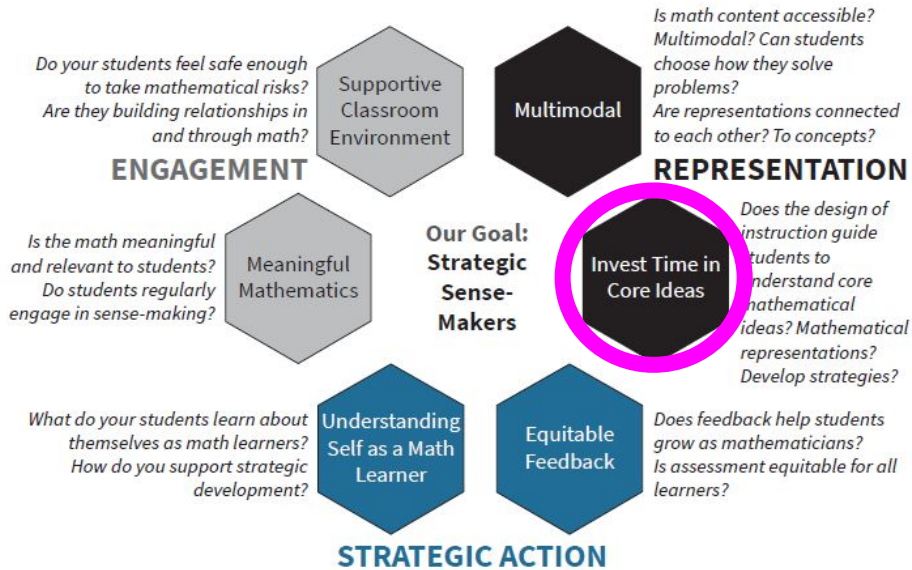 Do your students feel safe enough
to take mathematical risks?
Are they building relationships in
and through math?
ENGAGEMENT
Supportive
Classroom
Environment
Multimodal
Is math content accessible?
Multimodal? Can students
choose how they solve
problems?
Are representations connected
to each other? To concepts?
REPRESENTATION
Is the math meaningful
and relevant to students?
Do students regularly
engage in sense-making?
Meaningful
Mathematics
Our Goal:
Strategic
Sense-
Makers
Invest Time in
Core Ideas
Does the design of
instruction guide
students to
understand core
mathematical
ideas? Mathematical
representations?
Develop strategies?
What do your students learn about
themselves as math learners?
How do you support strategic
development?
Understanding
Self as a Math
Learner
Equitable
Feedback
Does feedback help students
grow as mathematicians?
Is assessment equitable for all
learners?
STRATEGIC ACTION